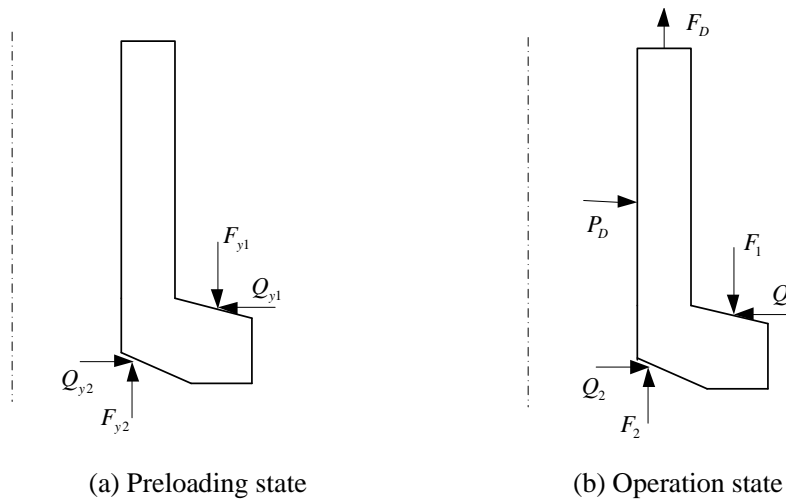 F_D
P_D
F_y1
F_1
Q_y1
Q
Q_y2
Q_2
F_y2
F_2
(a) Preloading state
(b) Operation state